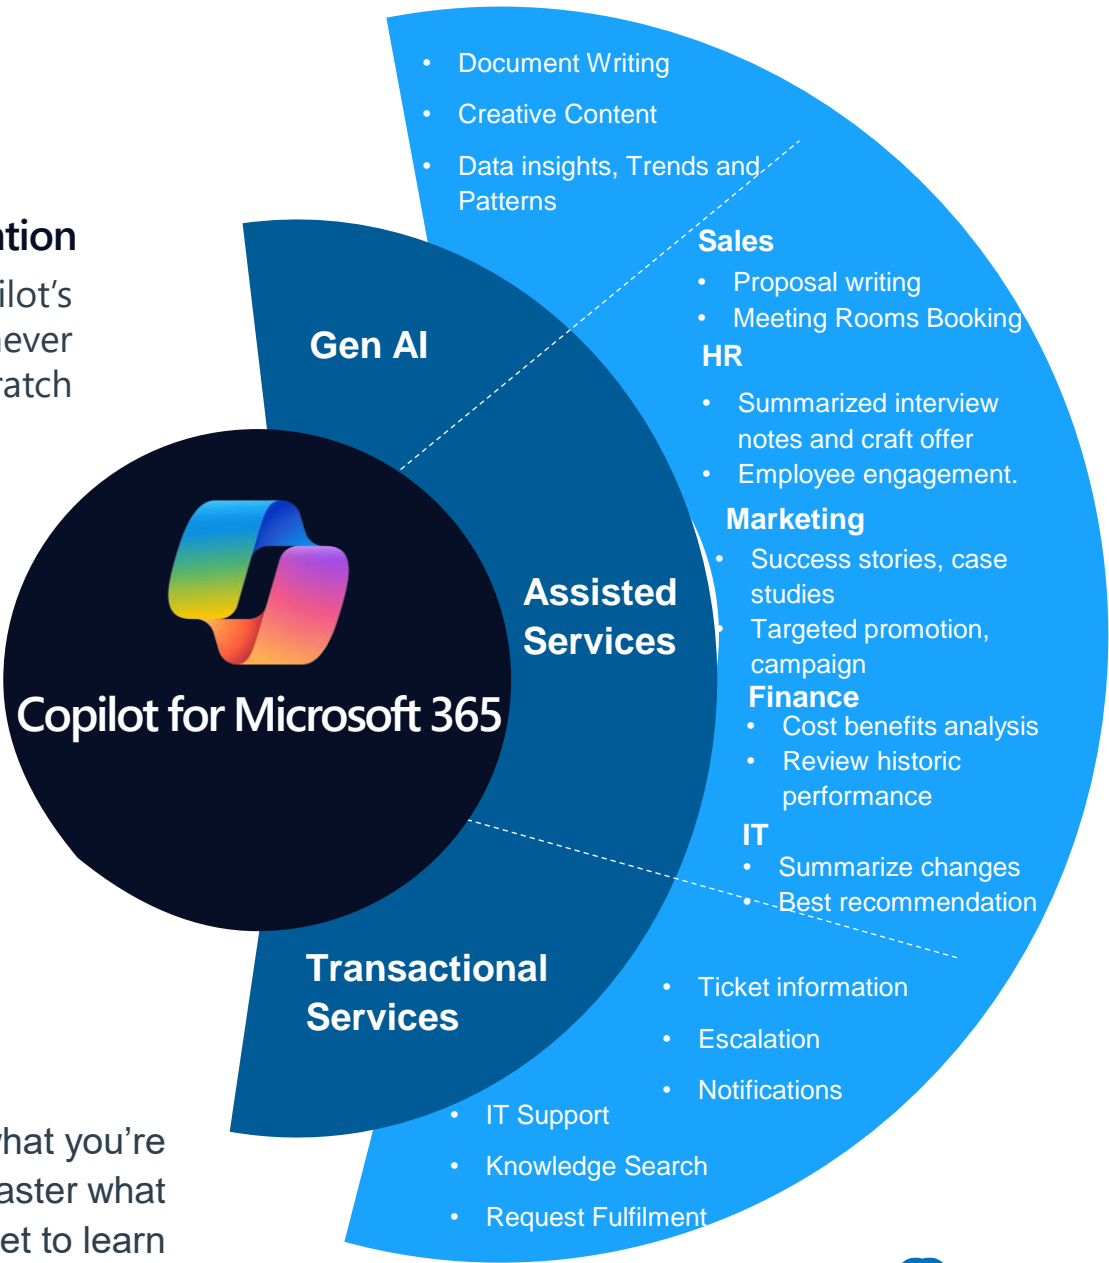 • Document Writing
• Creative Content
• Data insights, Trends and
Patterns
ation
ilot's
never
ratch
Gen AI
Sales
• Proposal writing
• Meeting Rooms Booking
HR
• Summarized interview
notes and craft offer
• Employee engagement.
Marketing
• Success stories, case
studies
• Targeted promotion,
campaign
Assisted
Services
Copilot for Microsoft 365
Finance
• Cost benefits analysis
• Review historic
performance
IT
• Summarize changes
• Best recommendation
Transactional
Services
• Ticket information
• Escalation
• Notifications
• IT Support
• Knowledge Search
• Request Fulfilment
what you're
aster what
et to learn